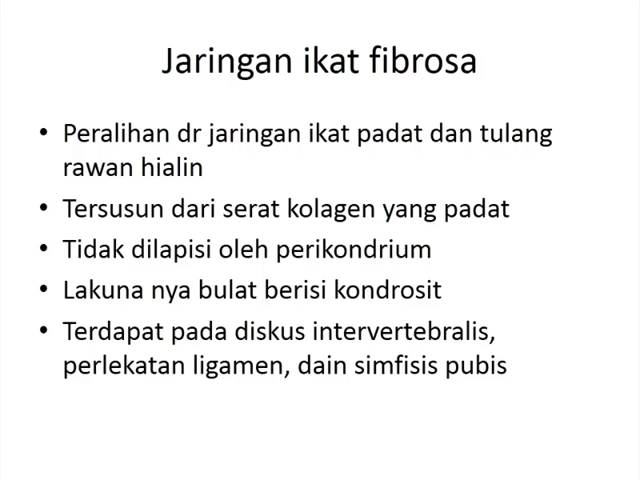 Jaringan ikat fibrosa
• Peralihan dr jaringan ikat padat dan tulang
rawan hialin
• Tersusun dari serat kolagen yang padat
• Tidak dilapisi oleh perikondrium
• Lakuna nya bulat berisi kondrosit
• Terdapat pada diskus intervertebralis,
perlekatan ligamen, dain simfisis pubis